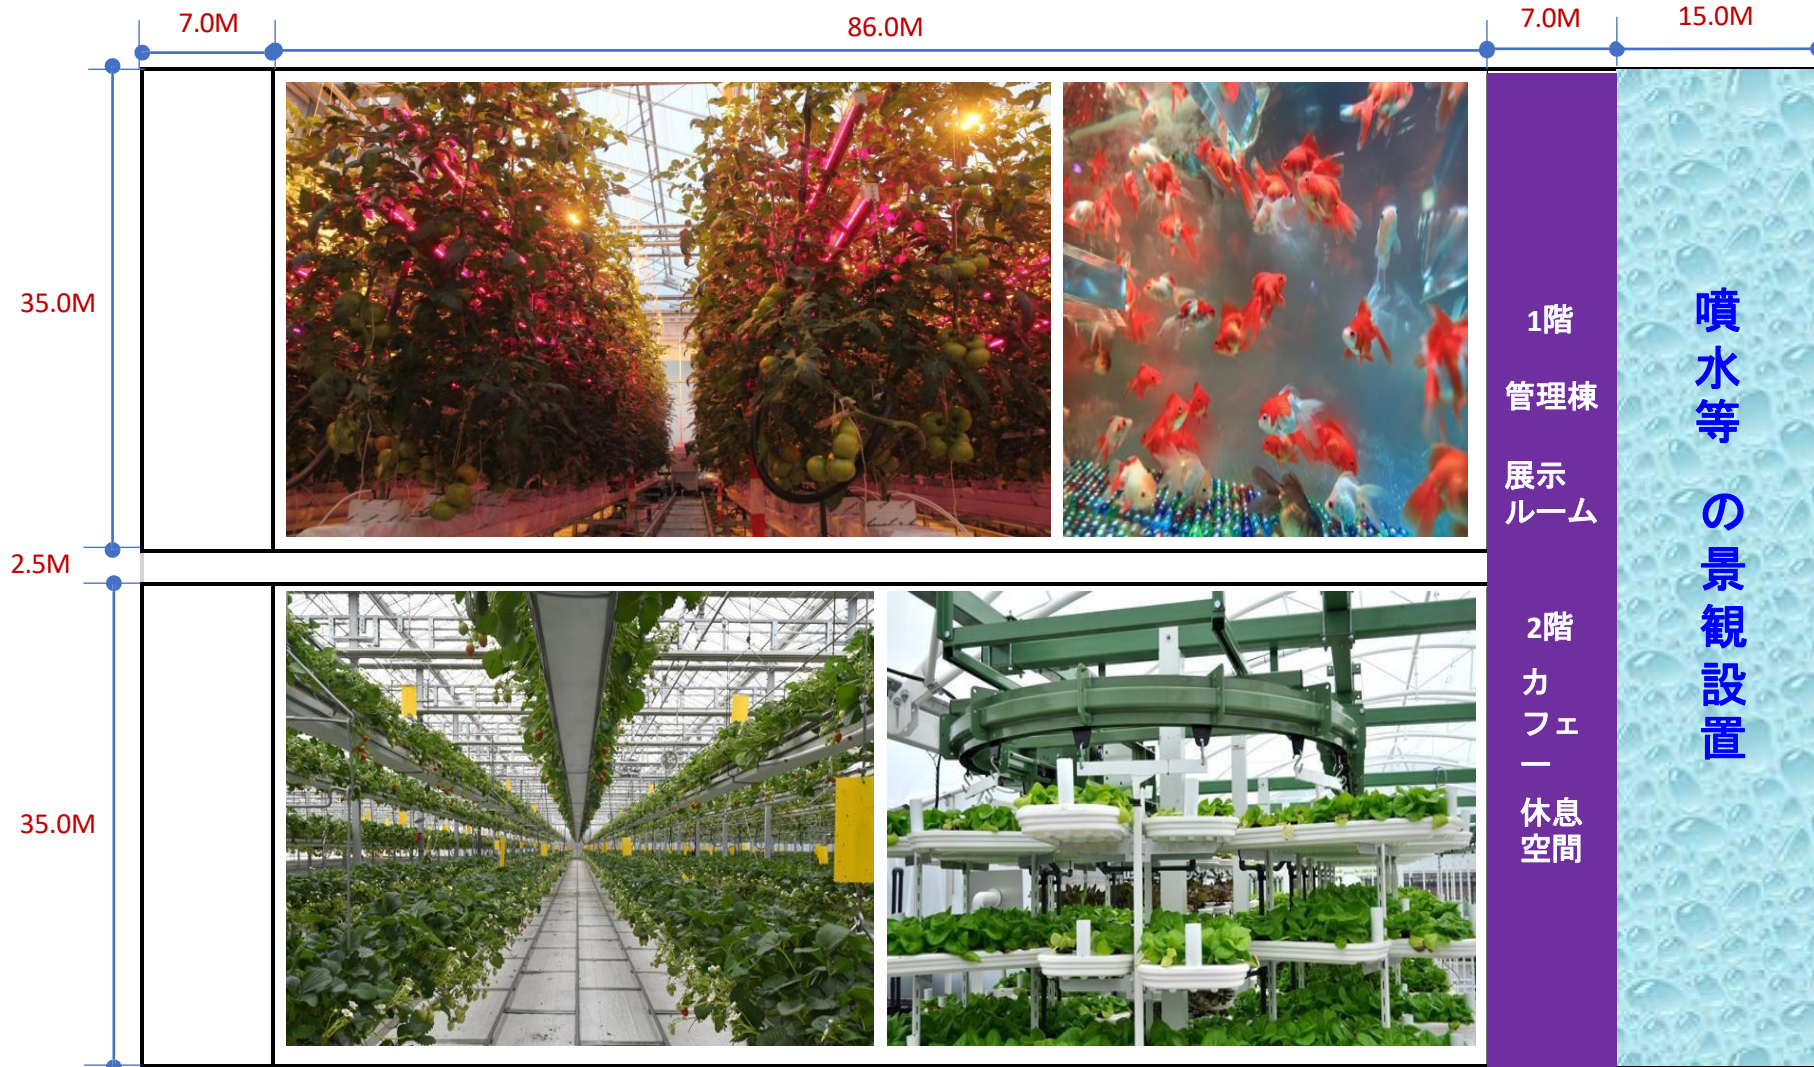 7.0M
86.0M
7.0M
15.0M
35.0M
2.5M
35.0M
1階
管理棟
展示
ルーム
2階
カ
フェ
ー
休息
空間
噴水等 の景観設置